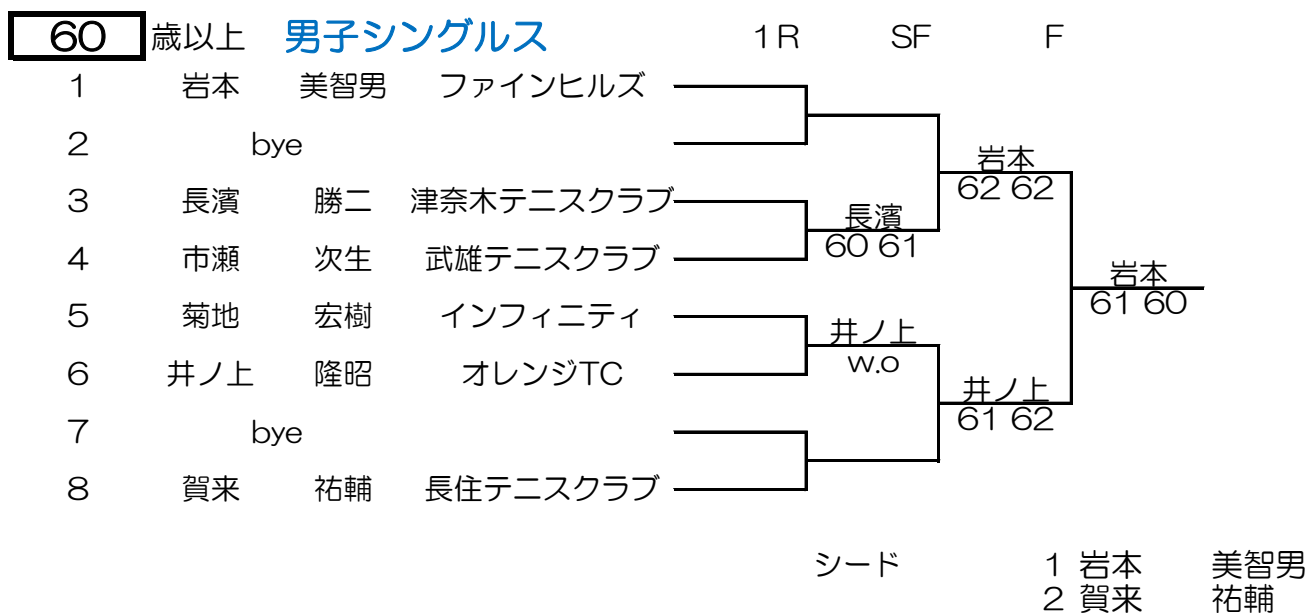 60 歳以上 男子シングルス 1R SF F
1 岩本 美智男 ファインヒルズ
2 bye
岩本
62 62
3 長濱 勝二 津奈木テニスクラブ
長濱
60 61
4 市瀬 次生 武雄テニスクラブ
岩本
61 60
5 菊地 宏樹 インフィニティ
井ノ上
w.o
6 井ノ上 隆昭 オレンジTC
井ノ上
61 62
7 bye
8 賀来 祐輔 長住テニスクラブ
シード 1 岩本 美智男
2 賀来 祐輔